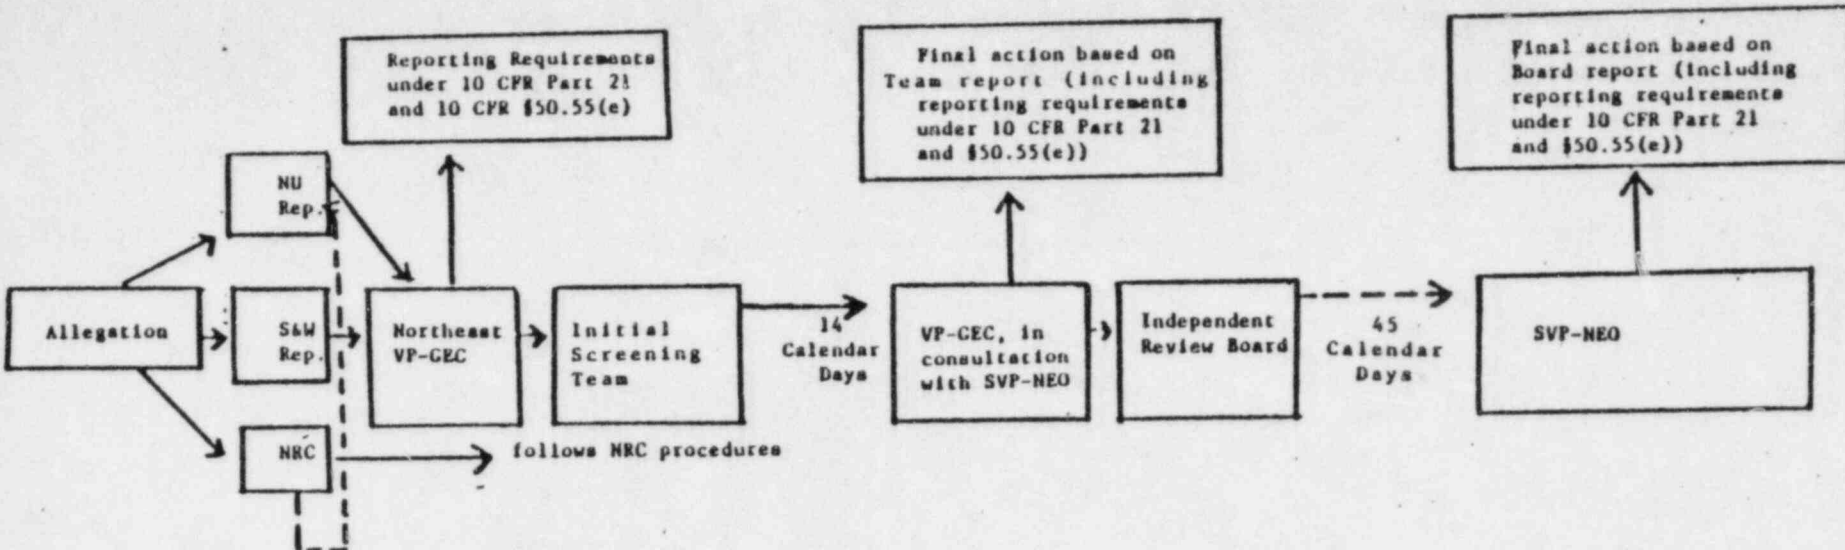 Reporting Requirements
under 10 CFR Part 21
and 10 CFR §50.55(e)
Final action based on
Team report (including
reporting requirements
under 10 CFR Part 21
and §50.55(e))
Final action based on
Board report (including
reporting requirements
under 10 CFR Part 21
and §50.55(e))
NU
Rep.
Allegation
S&W
Rep.
Northeast
VP-GEC
Initial
Screening
Team
14
Calendar
Days
VP-GEC, in
consultation
with SVP-NEO
Independent
Review Board
45
Calendar
Days
SVP-NEO
NRC
follows NRC procedures